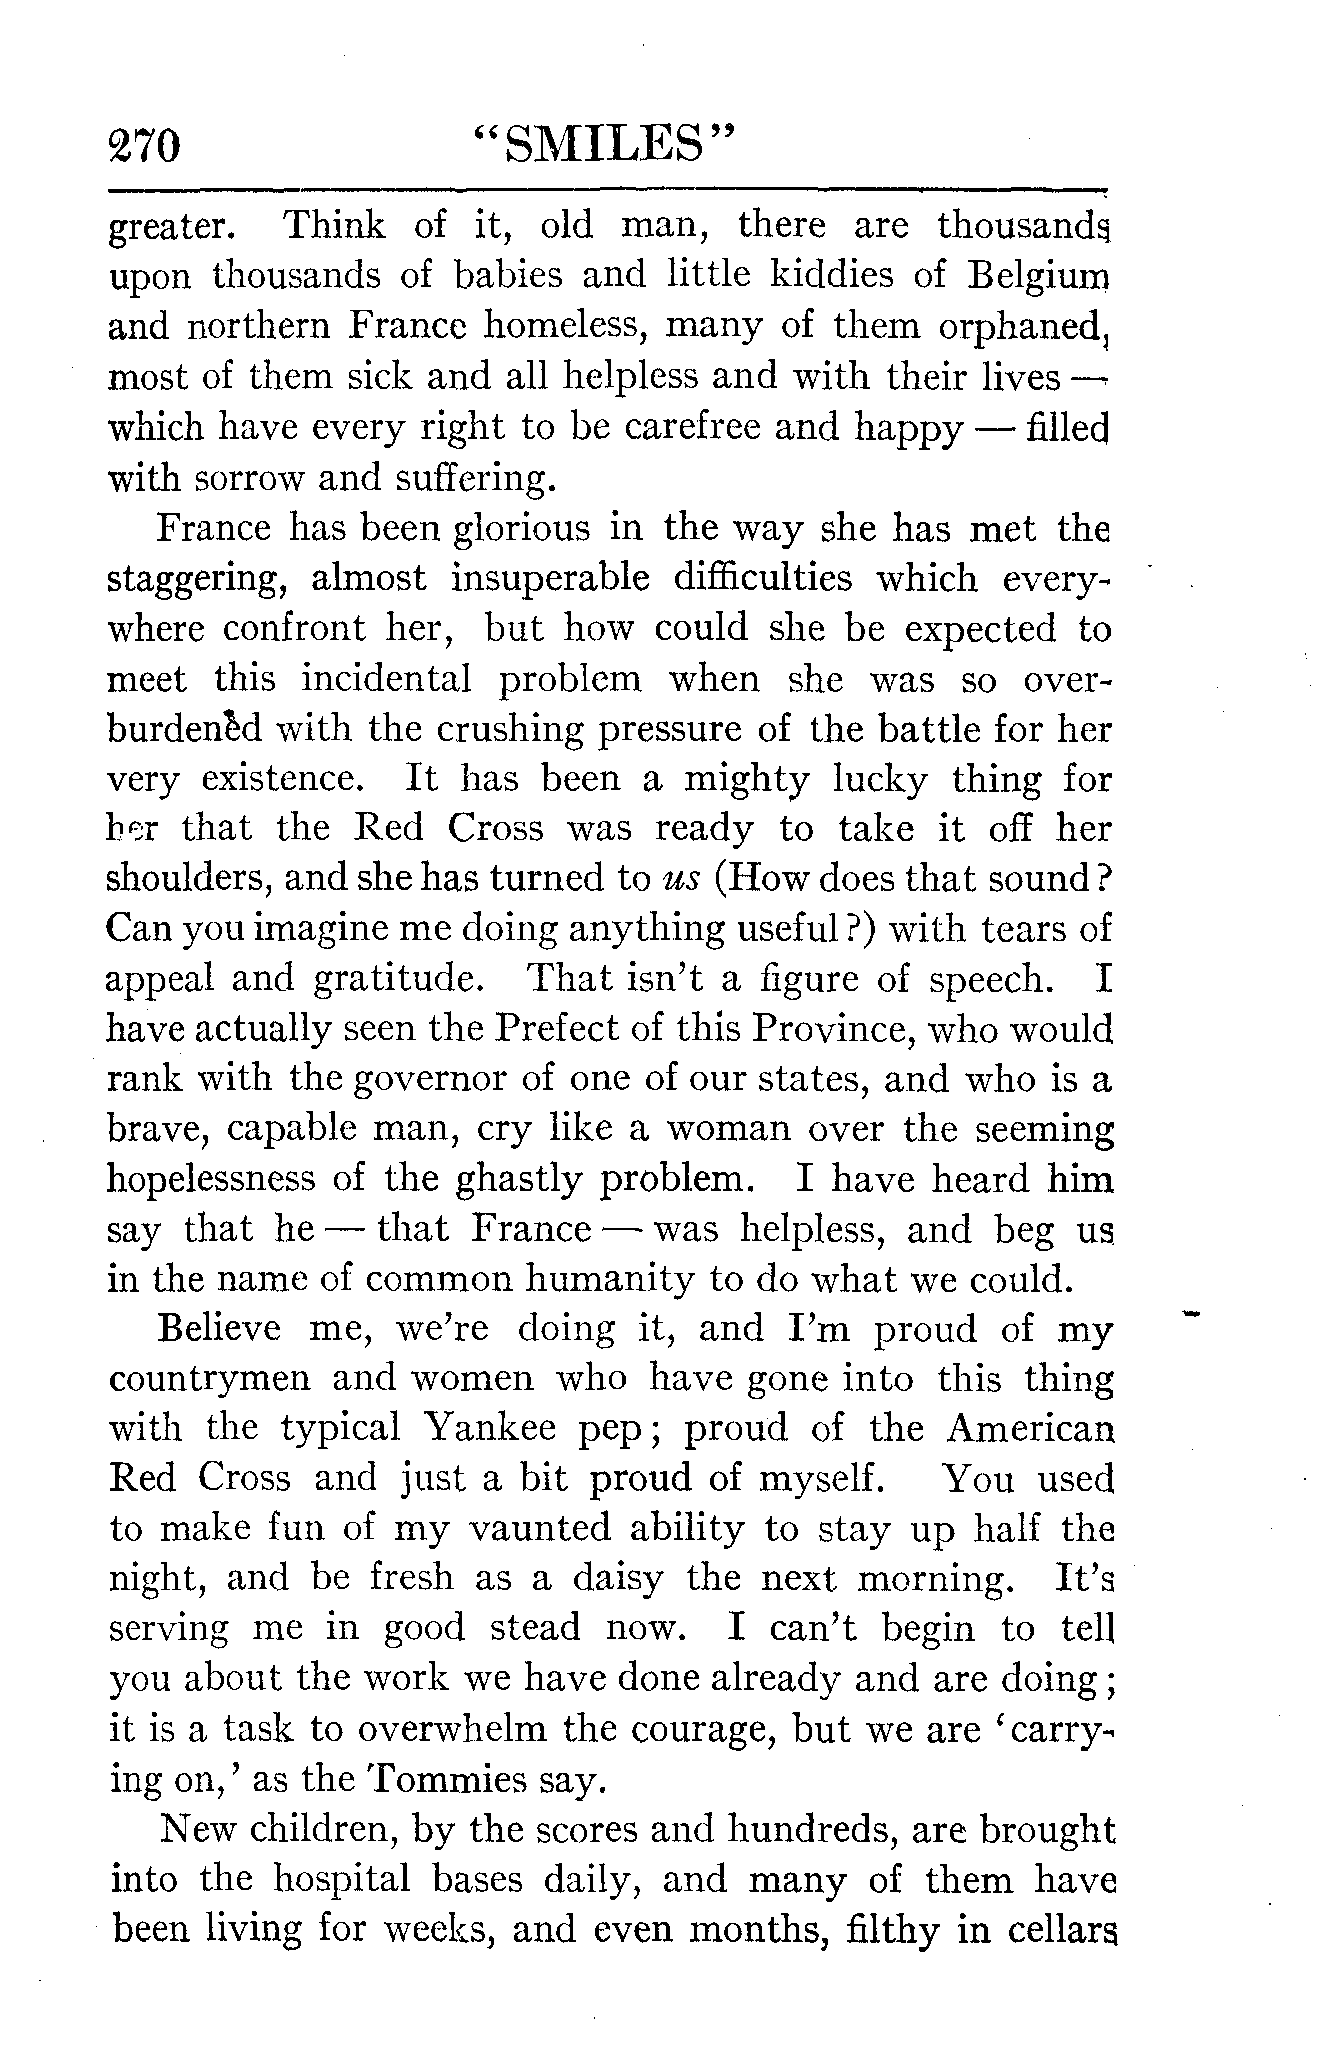 270 "SMILES"
greater. Think of it, old man, there are thousands
upon thousands of babies and little kiddies of Belgium
and northern France homeless, many of them orphaned,
most of them sick and all helpless and with their lives —
which have every right to be carefree and happy — filled
with sorrow and suffering.
France has been glorious in the way she has met the
staggering, almost insuperable difficulties which every-
where confront her, but how could she be expected to
meet this incidental problem when she was so over-
burdened with the crushing pressure of the battle for her
very existence. It has been a mighty lucky thing for
her that the Red Cross was ready to take it off her
shoulders, and she has turned to us (How does that sound?
Can you imagine me doing anything useful?) with tears of
appeal and gratitude. That isn't a figure of speech. I
have actually seen the Prefect of this Province, who would
rank with the governor of one of our states, and who is a
brave, capable man, cry like a woman over the seeming
hopelessness of the ghastly problem. I have heard him
say that he — that France — was helpless, and beg us
in the name of common humanity to do what we could.
Believe me, we're doing it, and I'm proud of my
countrymen and women who have gone into this thing
with the typical Yankee pep; proud of the American
Red Cross and just a bit proud of myself. You used
to make fun of my vaunted ability to stay up half the
night, and be fresh as a daisy the next morning. It's
serving me in good stead now. I can't begin to tell
you about the work we have done already and are doing;
it is a task to overwhelm the courage, but we are 'carry-
ing on,' as the Tommies say.
New children, by the scores and hundreds, are brought
into the hospital bases daily, and many of them have
been living for weeks, and even months, filthy in cellars